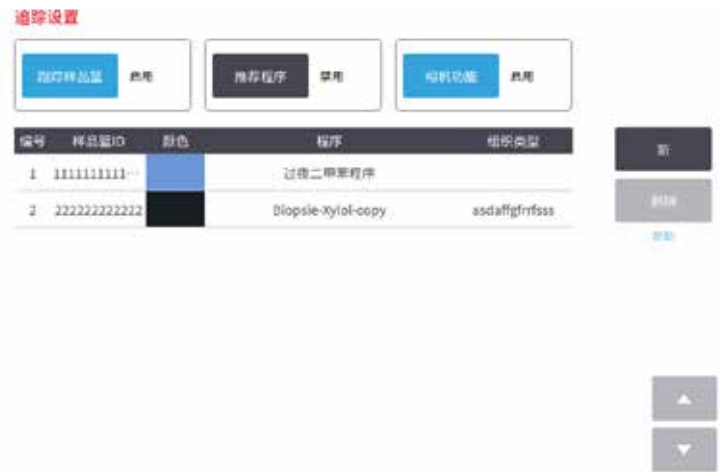 追踪设置
跟踪样品篮 启用 推荐程序 禁用 相机功能 启用
编号 样品篮ID 颜色 程序 组织类型
1 1111111111… 过夜二甲苯程序
2 222222222222 Biopsie-Xylol-copy
新
删除